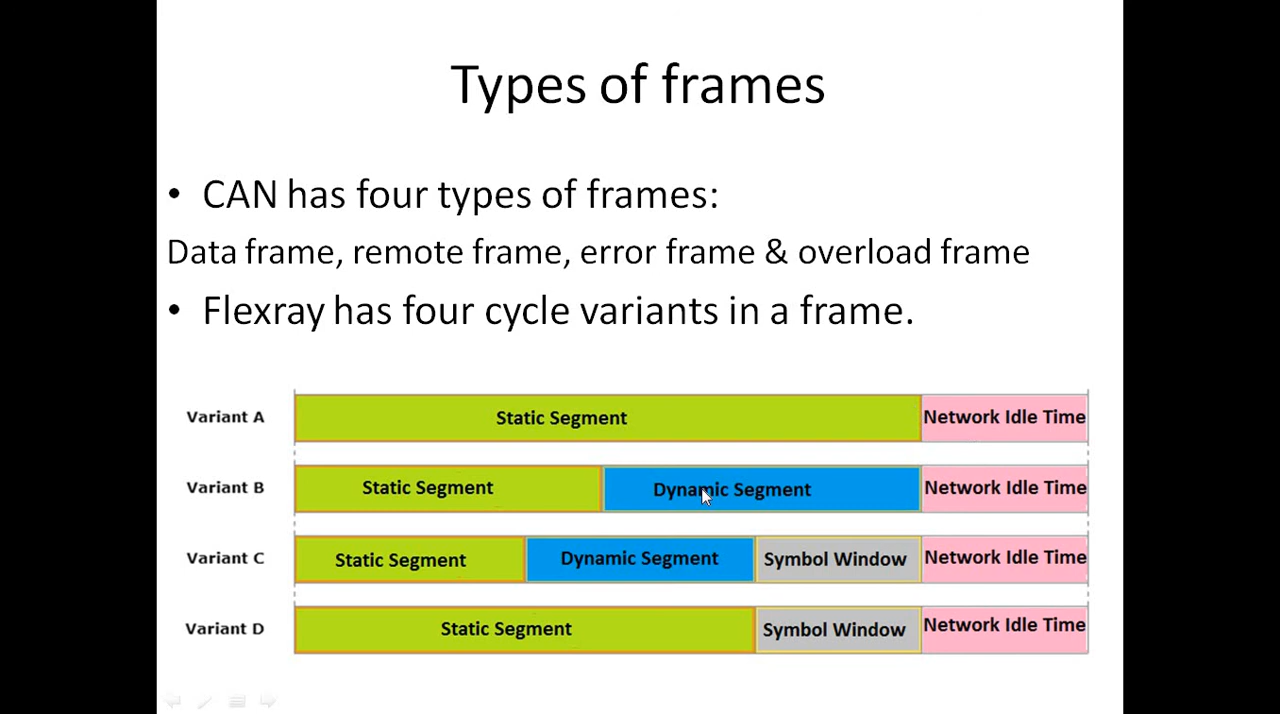 Types of frames
• CAN has four types of frames:
Data frame, remote frame, error frame & overload frame
• Flexray has four cycle variants in a frame.
Variant A Static Segment Network Idle Time
Variant B Static Segment Dynamic Segment Network Idle Time
Variant C Static Segment Dynamic Segment Symbol Window Network Idle Time
Variant D Static Segment Symbol Window Network Idle Time